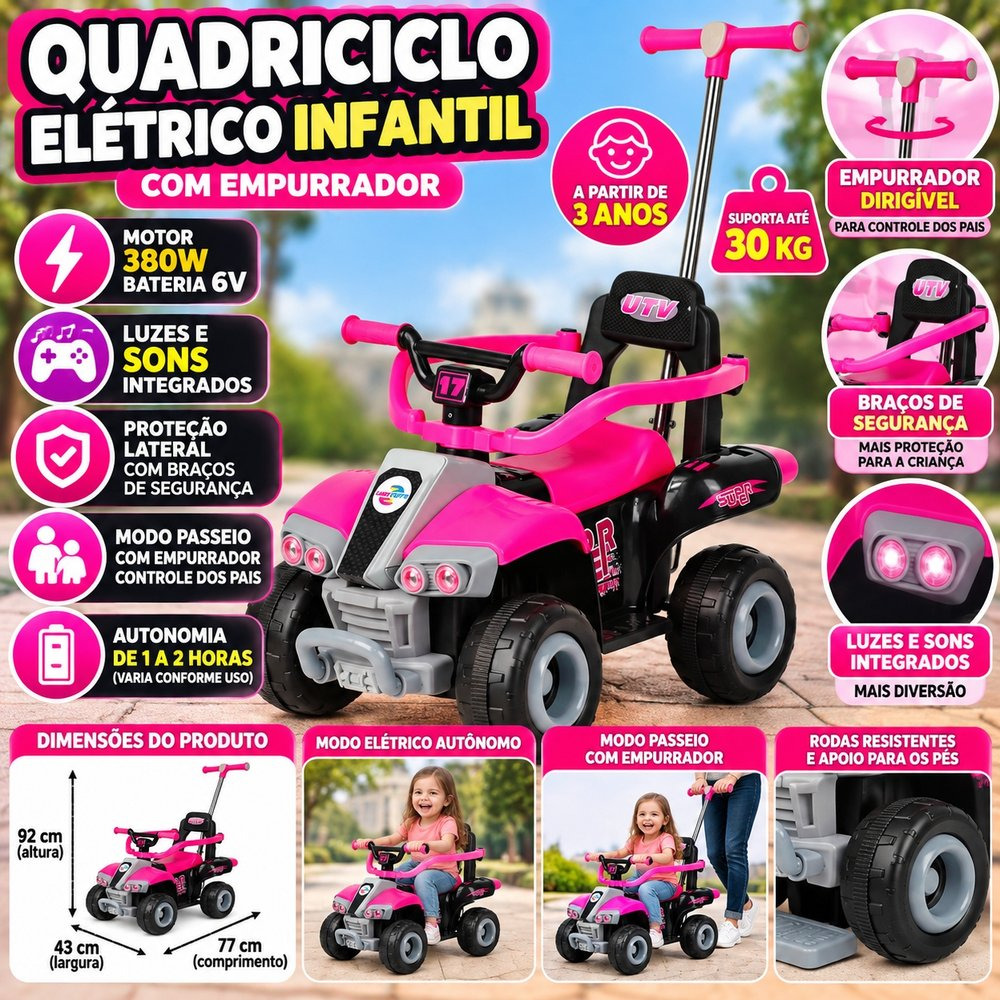 QUADRICICLO
ELÉTRICO INFANTIL
COM EMPURRADOR
MOTOR
380W
BATERIA 6V
LUZES E
SONS
INTEGRADOS
PROTEÇÃO
LATERAL
COM BRAÇOS
DE SEGURANÇA
MODO PASSEIO
COM EMPURRADOR
CONTROLE DOS PAIS
AUTONOMIA
DE 1 A 2 HORAS
(VARIA CONFORME USO)
A PARTIR DE
3 ANOS
SUPORTA ATÉ
30 KG
EMPURRADOR
DIRIGÍVEL
PARA CONTROLE DOS PAIS
UTV
BRAÇOS DE
SEGURANÇA
MAIS PROTEÇÃO
PARA A CRIANÇA
LUZES E SONS
INTEGRADOS
MAIS DIVERSÃO
UTV
17
SUPER
DIMENSÕES DO PRODUTO
92 cm
(altura)
43 cm
(largura)
77 cm
(comprimento)
MODO ELÉTRICO AUTÔNOMO
MODO PASSEIO
COM EMPURRADOR
UTV
RODAS RESISTENTES
E APOIO PARA OS PÉS